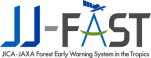 JJ-FAST
JICA-JAXA Forest Early Warning System in the Tropics